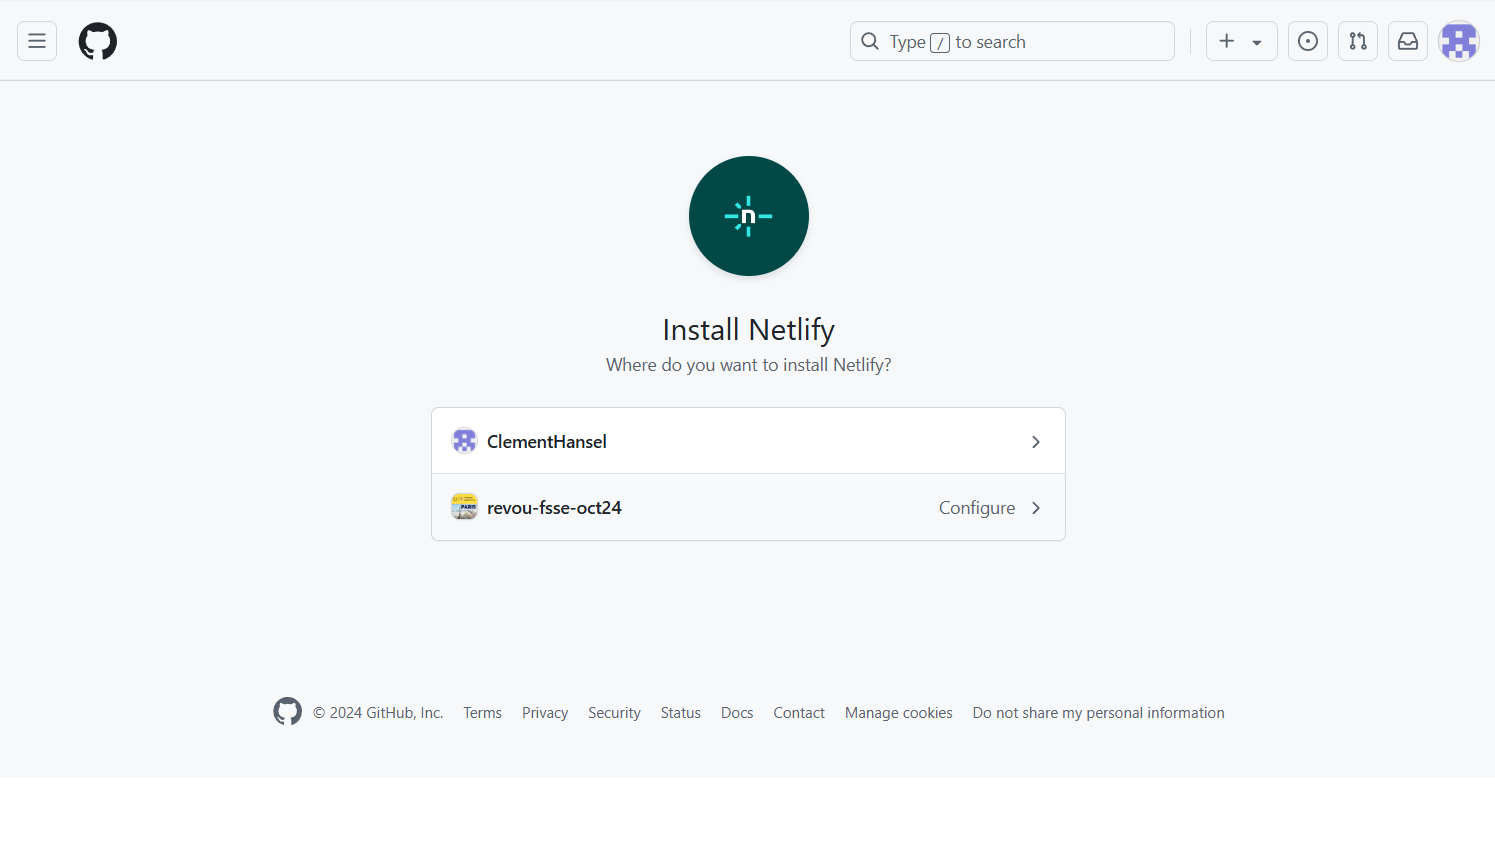 Type / to search
n
Install Netlify
Where do you want to install Netlify?
ClementHansel
revou-fsse-oct24 Configure
© 2024 GitHub, Inc. Terms Privacy Security Status Docs Contact Manage cookies Do not share my personal information